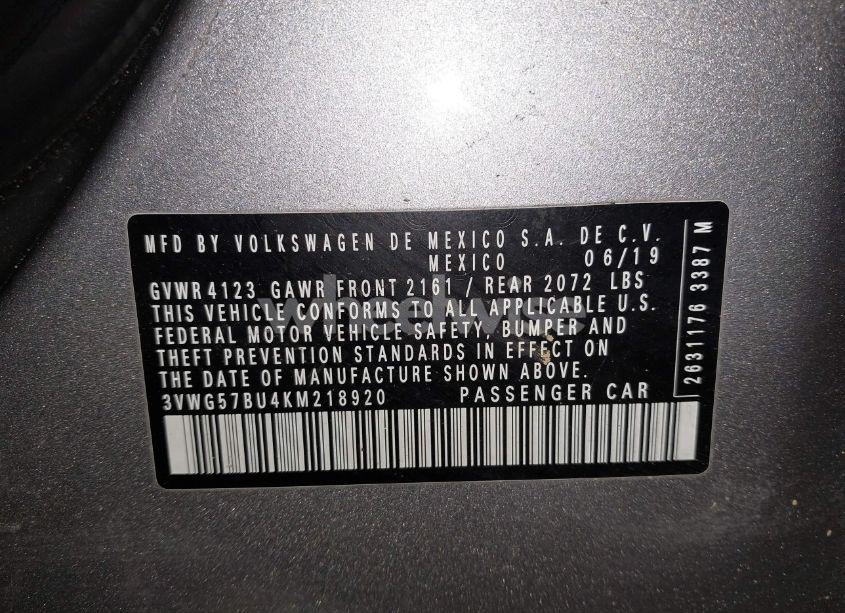 MFD BY VOLKSWAGEN DE MEXICO S.A. DE C.V.
MEXICO 06/19
GVWR 4123 GAWR FRONT 2161 / REAR 2072 LBS
THIS VEHICLE CONFORMS TO ALL APPLICABLE U.S.
FEDERAL MOTOR VEHICLE SAFETY, BUMPER AND
THEFT PREVENTION STANDARDS IN EFFECT ON
THE DATE OF MANUFACTURE SHOWN ABOVE.
3VWG57BU4KM218920 PASSENGER CAR
2631176 3387 M
wheelwise